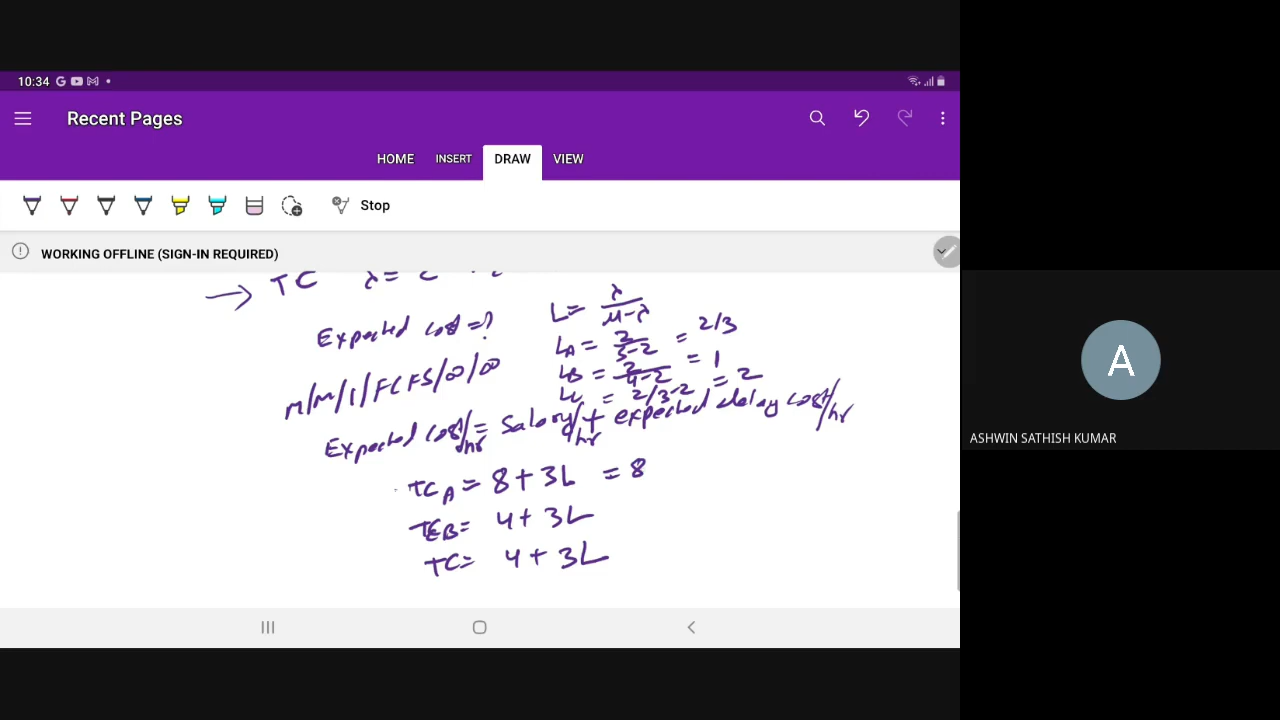 10:34
Recent Pages
HOME INSERT DRAW VIEW
Stop
WORKING OFFLINE (SIGN-IN REQUIRED)
→ TC λ=
Expected cost =?
L = λ/(μ-λ)
LA = 2/(5-2) = 2/3
M/M/1/FCFS/∞/∞
LB = 2/(4-2) = 1
= 2/3-2 = 2
Expected cost/hr = Salary/hr + expected delay cost/hr
TCA = 8+3L = 8
4+3L
TC= 4+3L
A
ASHWIN SATHISH KUMAR